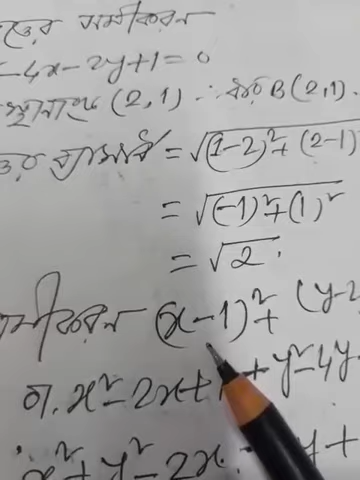 সমীকরণ
-4x-2y+1=0
(2,1) ∴ ধরি B(2,1).
ব্যাসার্ধ = √(1-2)²+(2-1)
= √(-1)²+(1)²
= √2.
সমীকরণ (x-1)²+(y-2
বা, x²-2x+1+y²-4y
∴ x²+y²-2x y+